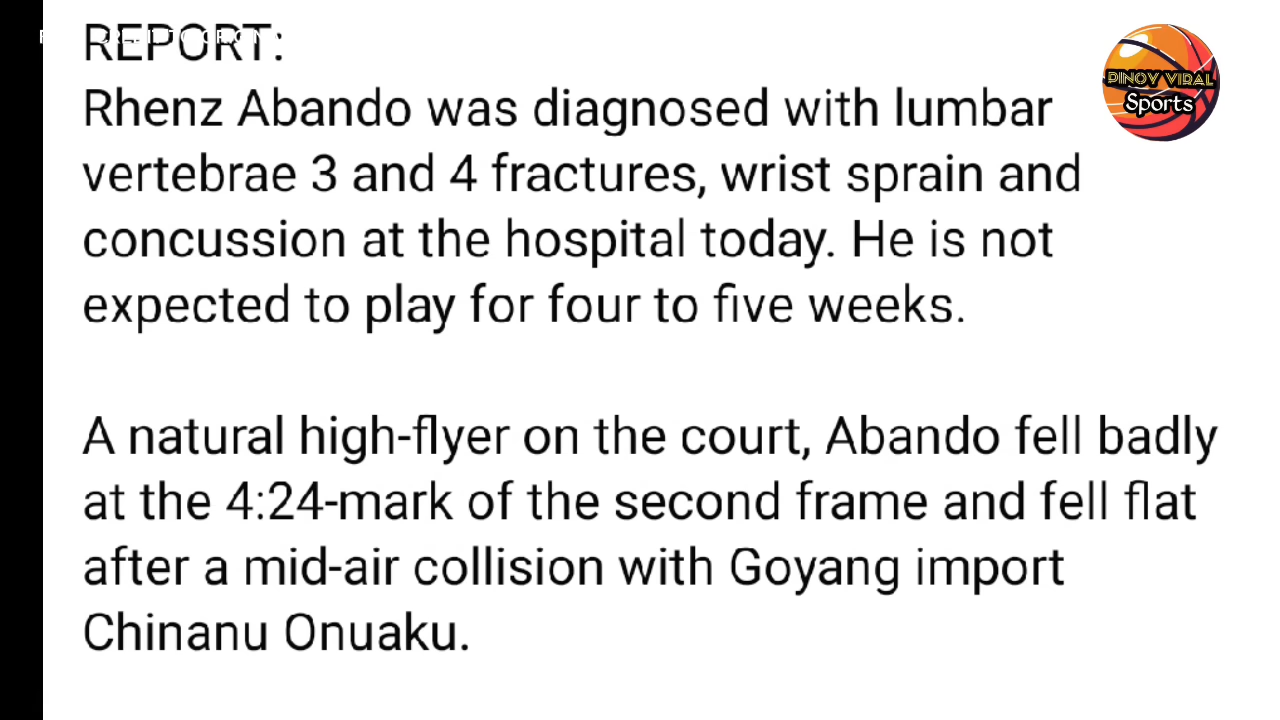 REPORT:
Rhenz Abando was diagnosed with lumbar
vertebrae 3 and 4 fractures, wrist sprain and
concussion at the hospital today. He is not
expected to play for four to five weeks.
A natural high-flyer on the court, Abando fell badly
at the 4:24-mark of the second frame and fell flat
after a mid-air collision with Goyang import
Chinanu Onuaku.
PINOY VIRAL
Sports